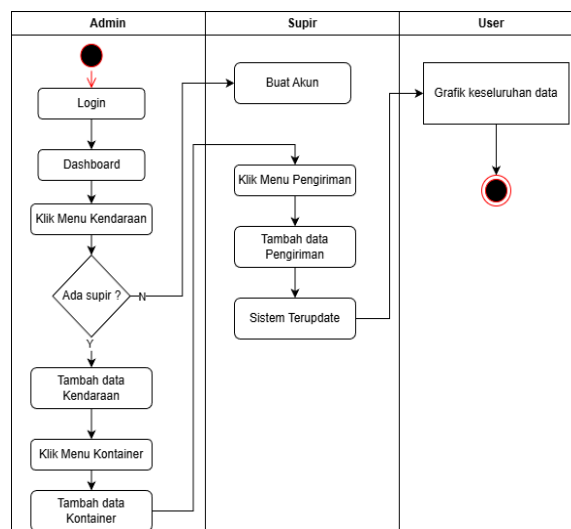 Admin
Supir
User
Login
Dashboard
Klik Menu Kendaraan
Ada supir ?
N
Y
Tambah data
Kendaraan
Klik Menu Kontainer
Tambah data
Kontainer
Buat Akun
Klik Menu Pengiriman
Tambah data
Pengiriman
Sistem Terupdate
Grafik keseluruhan data